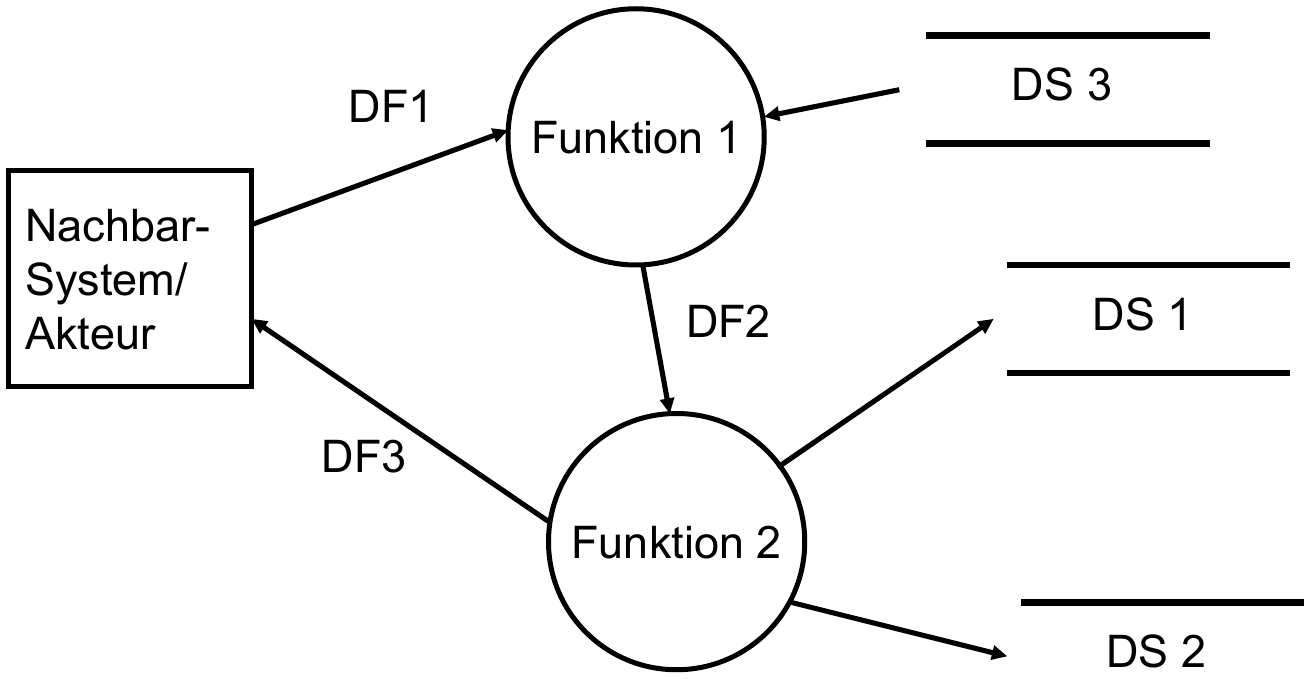 DF1
Funktion 1
DS 3
Nachbar-
System/
Akteur
DF2
DS 1
DF3
Funktion 2
DS 2